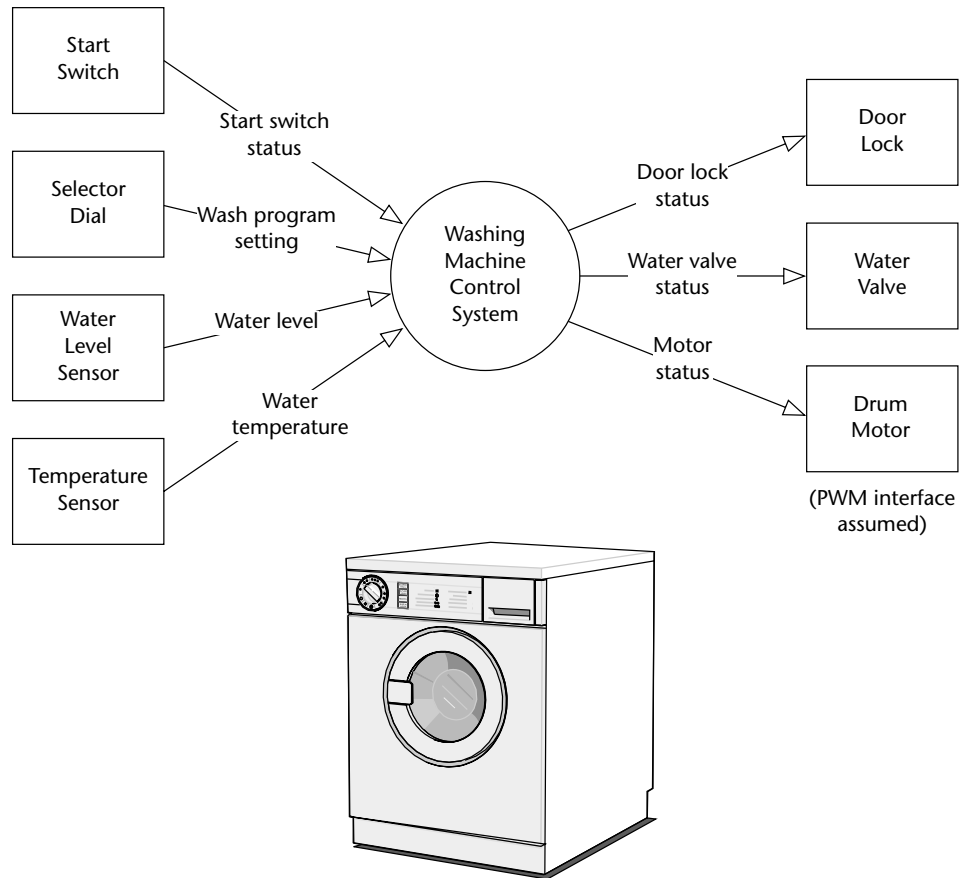 Start
Switch
Start switch
status
Selector
Dial
Wash program
setting
Water
Level
Sensor
Water level
Temperature
Sensor
Water
temperature
Washing
Machine
Control
System
Door lock
status
Door
Lock
Water valve
status
Water
Valve
Motor
status
Drum
Motor
(PWM interface
assumed)